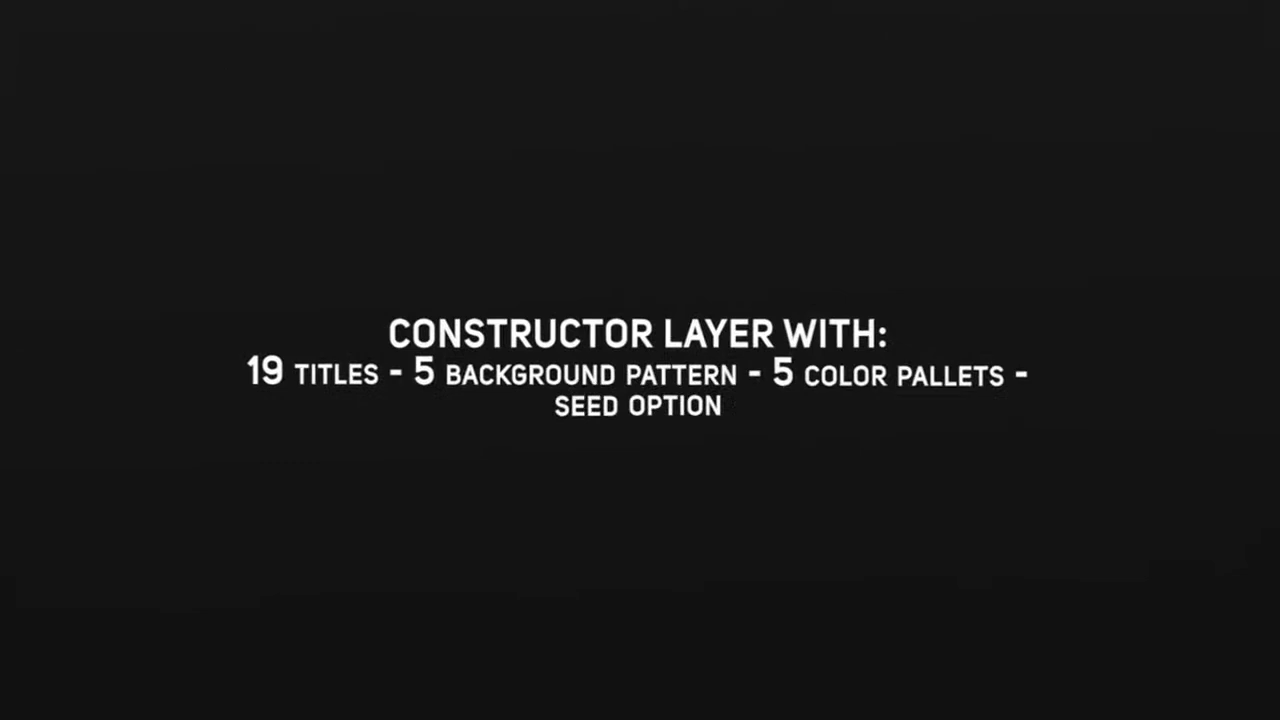 CONSTRUCTOR LAYER WITH:
19 TITLES - 5 BACKGROUND PATTERN - 5 COLOR PALLETS -
SEED OPTION